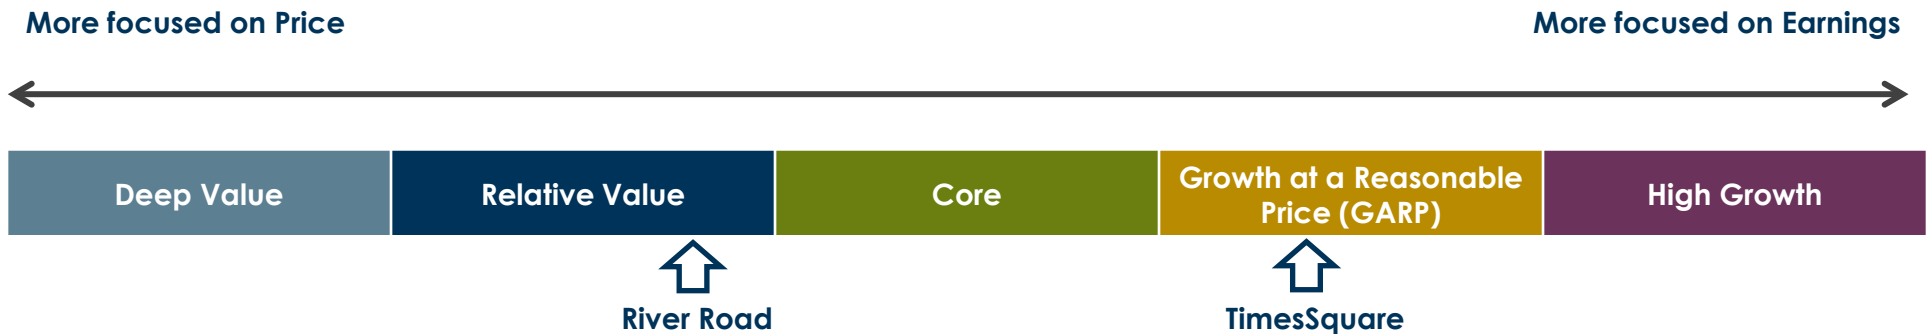 More focused on Price
More focused on Earnings
Deep Value
Relative Value
Core
Growth at a Reasonable
Price (GARP)
High Growth
River Road
TimesSquare